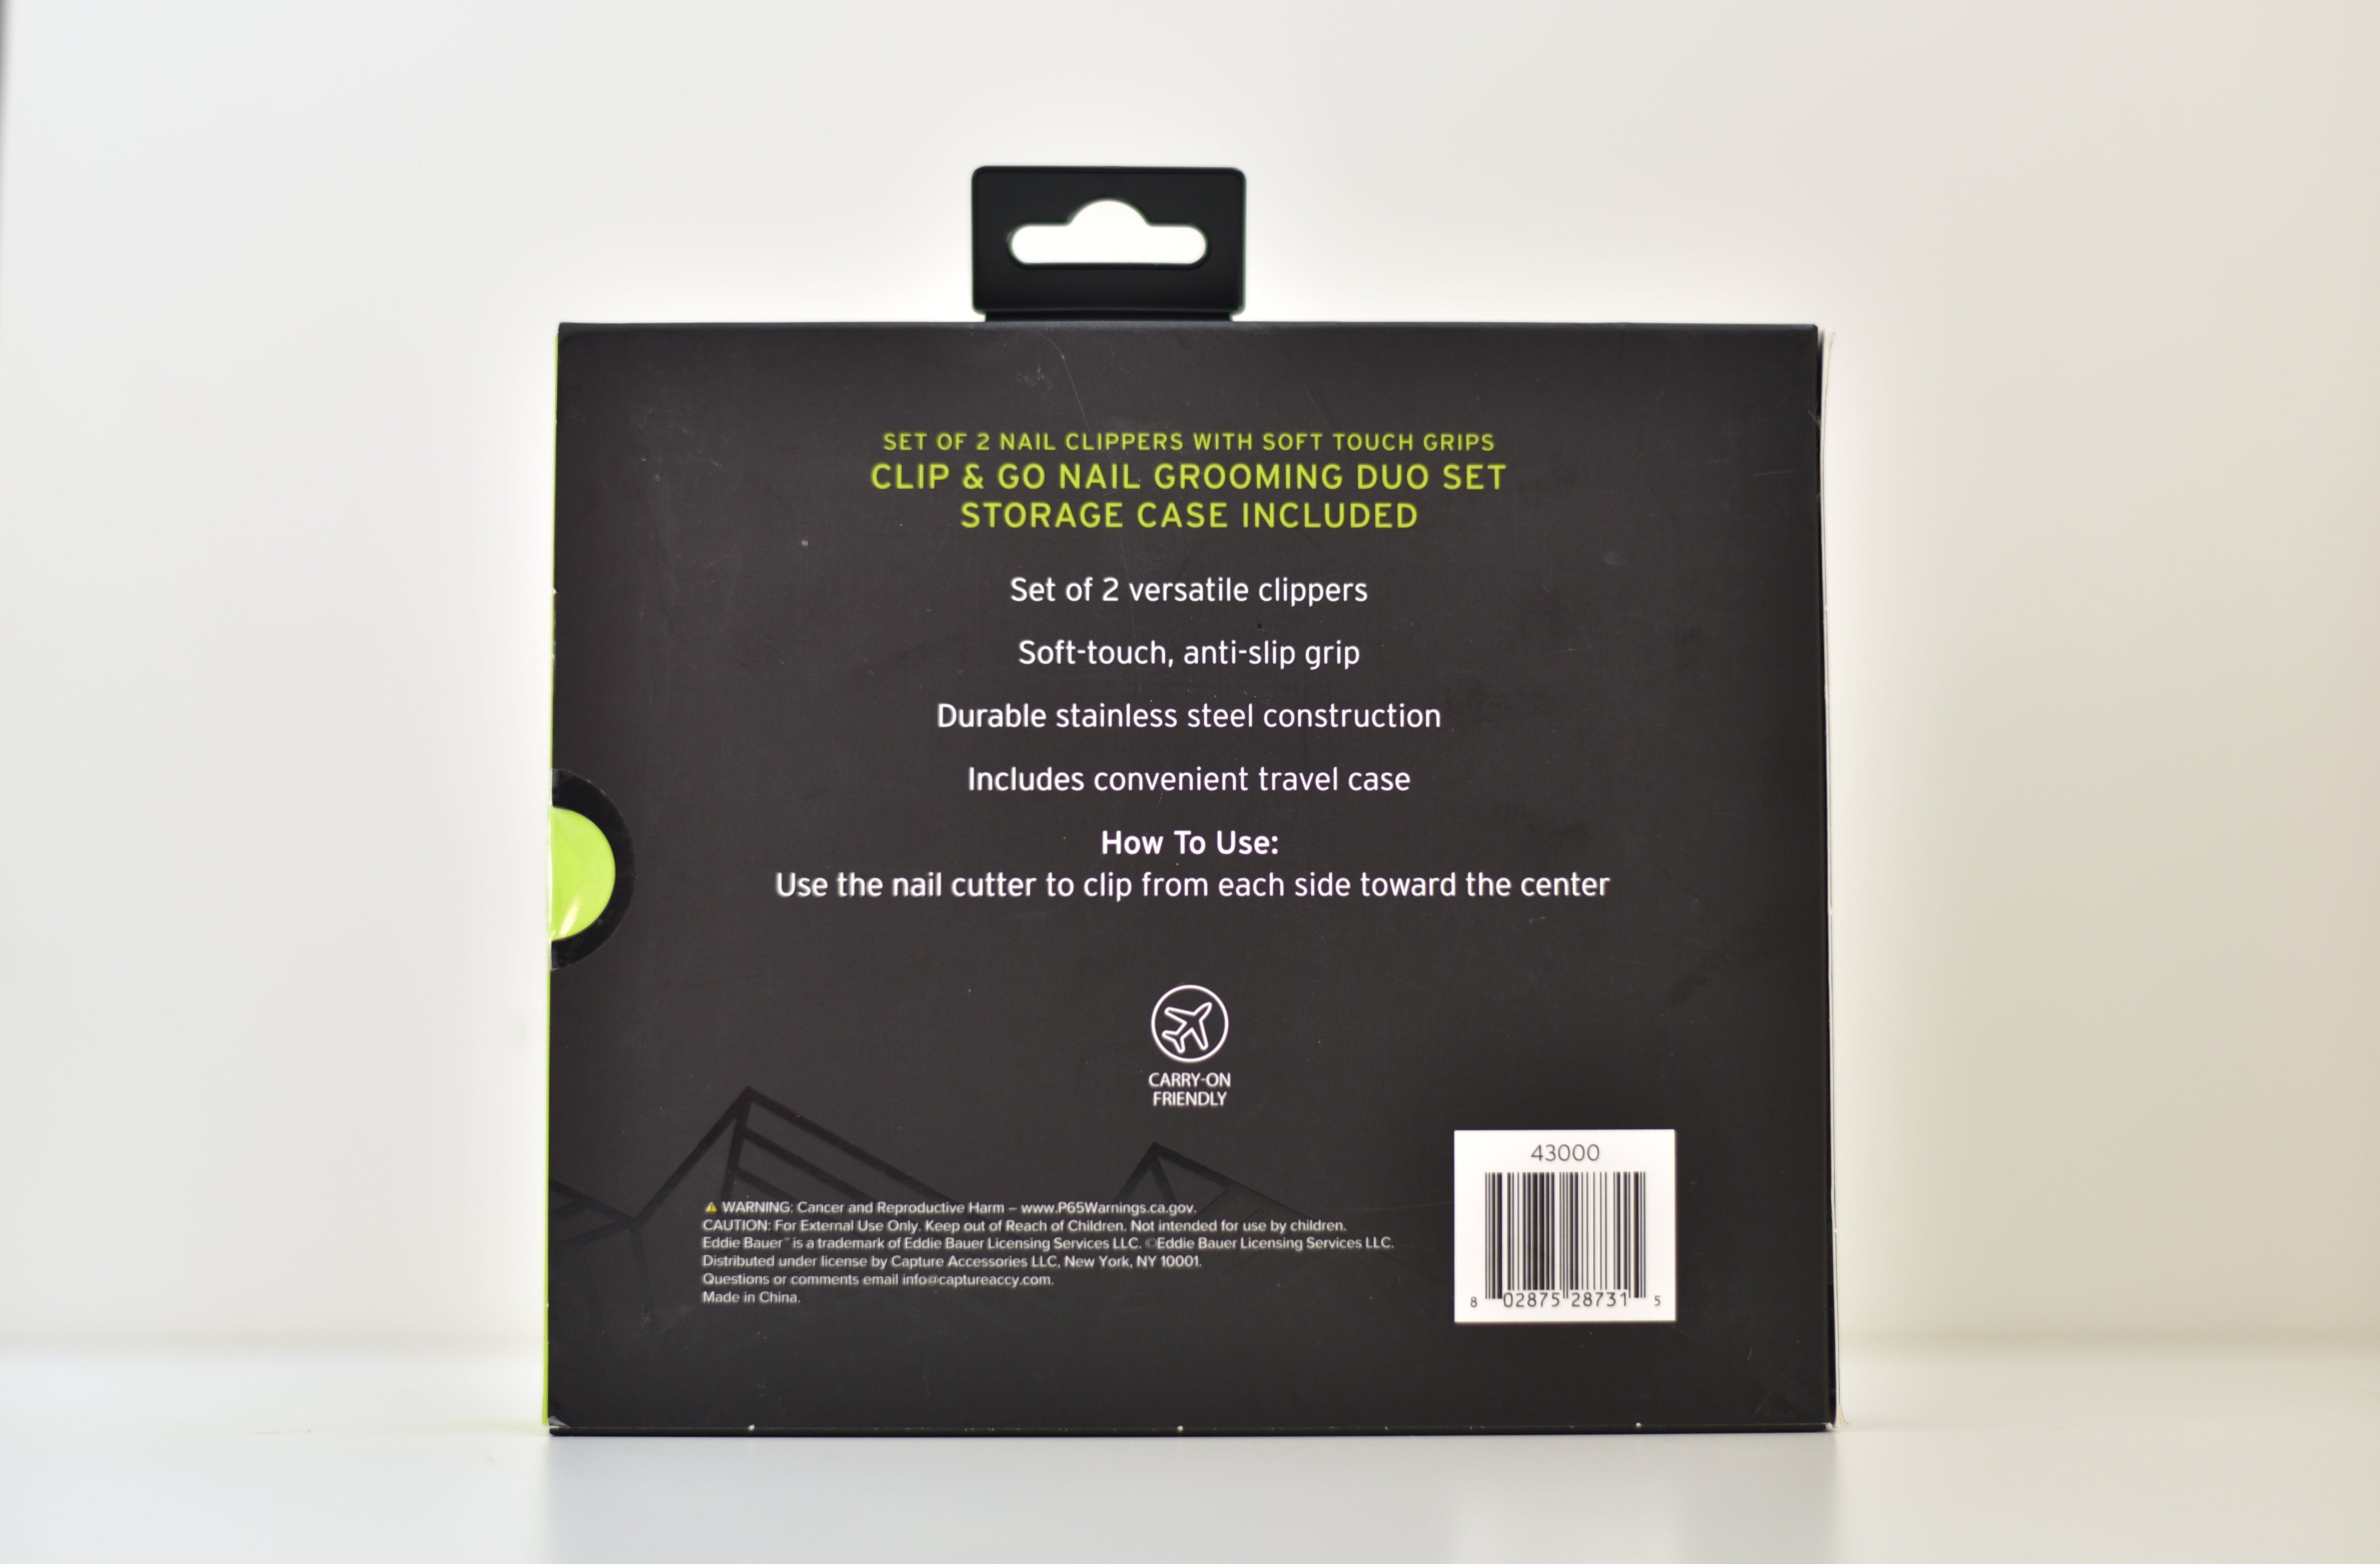 SET OF 2 NAIL CLIPPERS WITH SOFT TOUCH GRIPS
CLIP & GO NAIL GROOMING DUO SET
STORAGE CASE INCLUDED
Set of 2 versatile clippers
Soft-touch, anti-slip grip
Durable stainless steel construction
Includes convenient travel case
How To Use:
Use the nail cutter to clip from each side toward the center
CARRY-ON
FRIENDLY
⚠ WARNING: Cancer and Reproductive Harm – www.P65Warnings.ca.gov.
CAUTION: For External Use Only. Keep out of Reach of Children. Not intended for use by children.
Eddie Bauer™ is a trademark of Eddie Bauer Licensing Services LLC. ©Eddie Bauer Licensing Services LLC.
Distributed under license by Capture Accessories LLC, New York, NY 10001.
Questions or comments email info@captureaccy.com.
Made in China.
43000
8 02875 28731 5